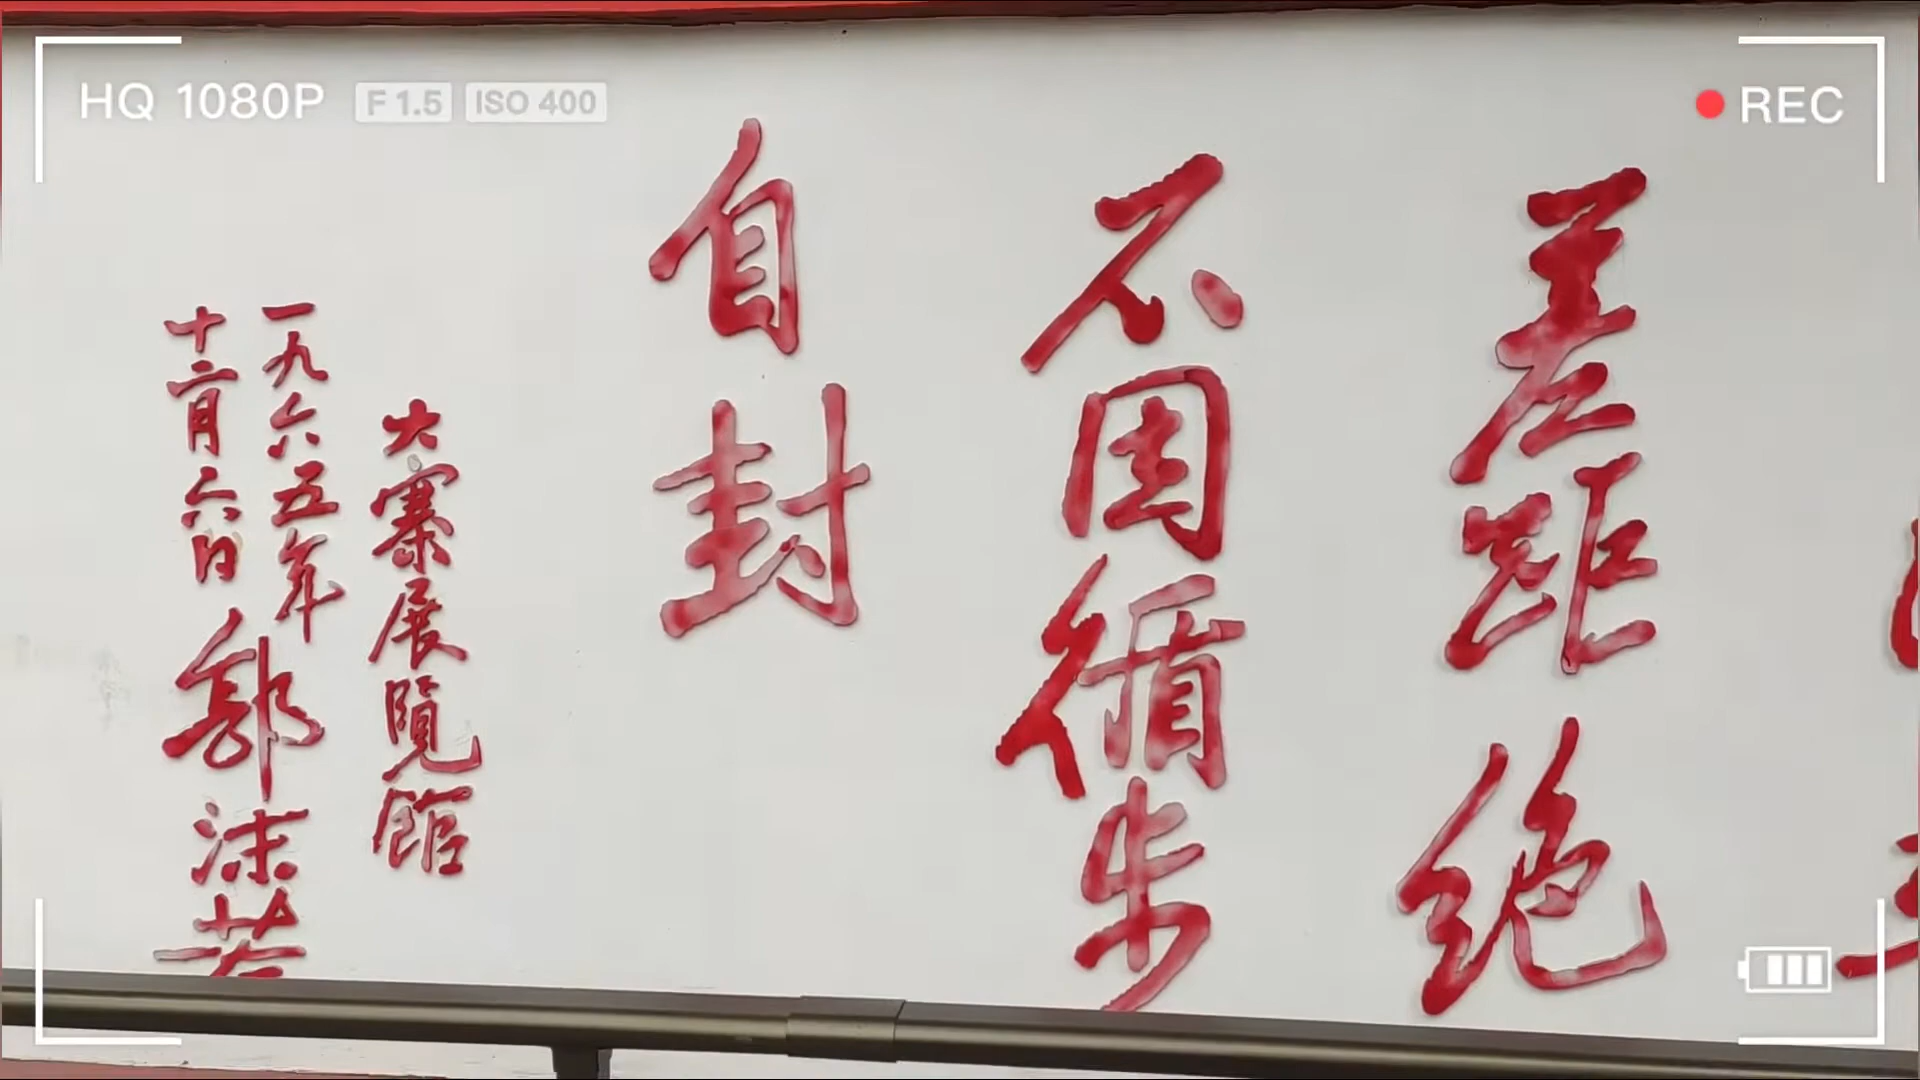 HQ 1080P F 1.5 ISO 400
REC
差距绝
不固循步
自封
大寨展覽館
一九六五年
十二月六日 郭沫若